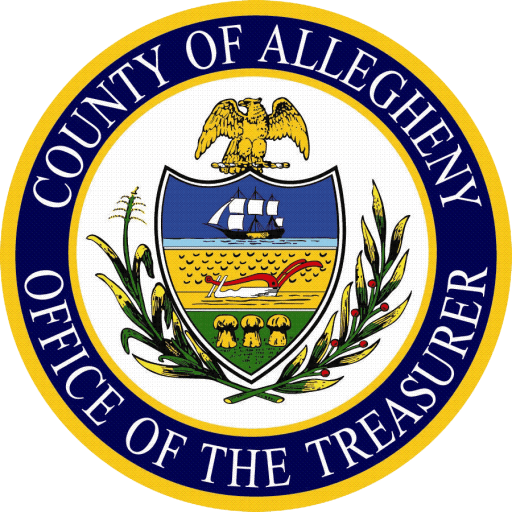 COUNTY OF ALLEGHENY
OFFICE OF THE TREASURER